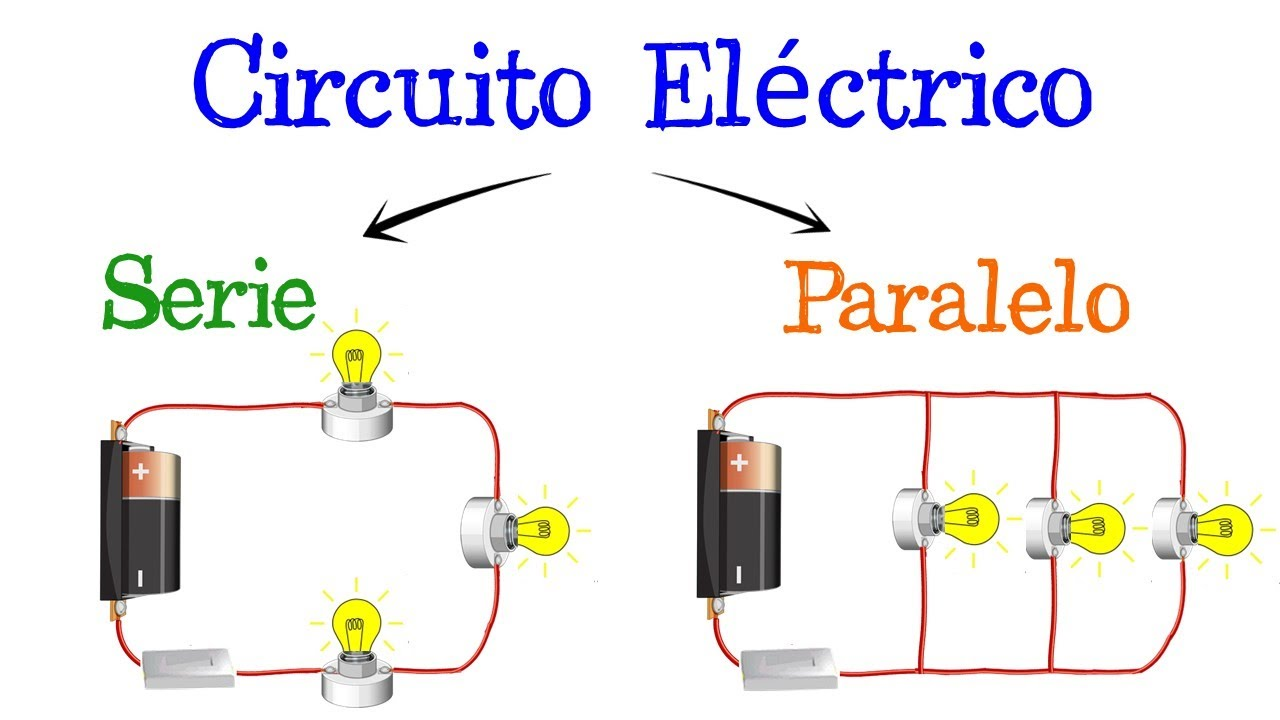 Circuito Eléctrico
Serie
Paralelo
+
-
+
-